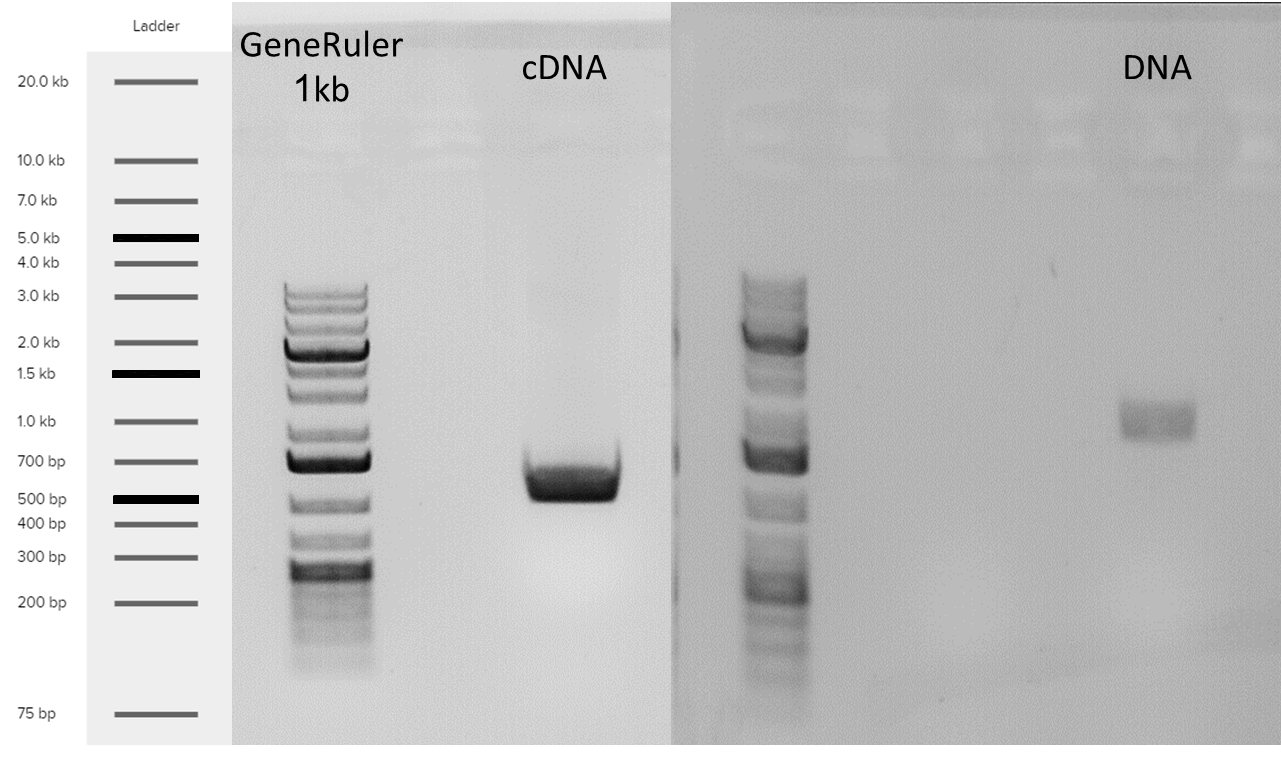 Ladder
GeneRuler
1kb
cDNA
DNA
20.0 kb
10.0 kb
7.0 kb
5.0 kb
4.0 kb
3.0 kb
2.0 kb
1.5 kb
1.0 kb
700 bp
500 bp
400 bp
300 bp
200 bp
75 bp